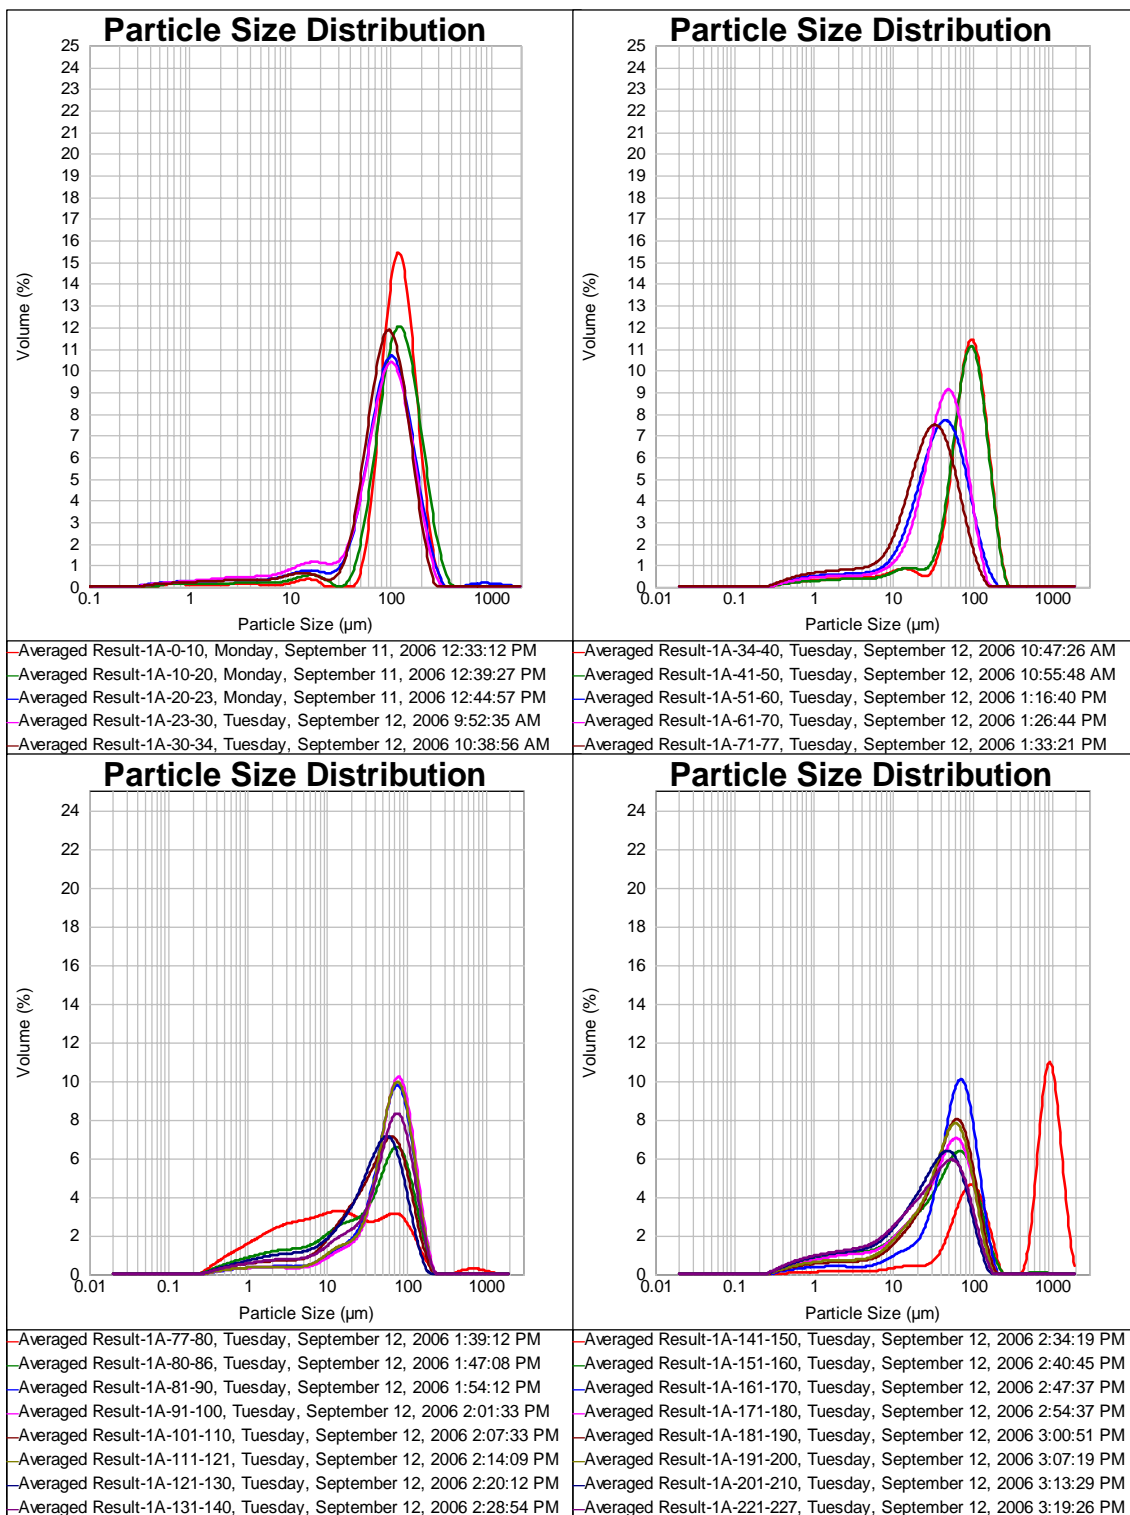 Particle Size Distribution
25
24
23
22
21
20
19
18
17
16
15
14
13
12
11
10
9
8
7
6
5
4
3
2
1
0
Volume (%)
0.1 1 10 100 1000
Particle Size (µm)
Averaged Result-1A-0-10, Monday, September 11, 2006 12:33:12 PM
Averaged Result-1A-10-20, Monday, September 11, 2006 12:39:27 PM
Averaged Result-1A-20-23, Monday, September 11, 2006 12:44:57 PM
Averaged Result-1A-23-30, Tuesday, September 12, 2006 9:52:35 AM
Averaged Result-1A-30-34, Tuesday, September 12, 2006 10:38:56 AM
Particle Size Distribution
25
24
23
22
21
20
19
18
17
16
15
14
13
12
11
10
9
8
7
6
5
4
3
2
1
0
Volume (%)
0.01 0.1 1 10 100 1000
Particle Size (µm)
Averaged Result-1A-34-40, Tuesday, September 12, 2006 10:47:26 AM
Averaged Result-1A-41-50, Tuesday, September 12, 2006 10:55:48 AM
Averaged Result-1A-51-60, Tuesday, September 12, 2006 1:16:40 PM
Averaged Result-1A-61-70, Tuesday, September 12, 2006 1:26:44 PM
Averaged Result-1A-71-77, Tuesday, September 12, 2006 1:33:21 PM
Particle Size Distribution
24
22
20
18
16
14
12
10
8
6
4
2
0
Volume (%)
0.01 0.1 1 10 100 1000
Particle Size (µm)
Averaged Result-1A-77-80, Tuesday, September 12, 2006 1:39:12 PM
Averaged Result-1A-80-86, Tuesday, September 12, 2006 1:47:08 PM
Averaged Result-1A-81-90, Tuesday, September 12, 2006 1:54:12 PM
Averaged Result-1A-91-100, Tuesday, September 12, 2006 2:01:33 PM
Averaged Result-1A-101-110, Tuesday, September 12, 2006 2:07:33 PM
Averaged Result-1A-111-121, Tuesday, September 12, 2006 2:14:09 PM
Averaged Result-1A-121-130, Tuesday, September 12, 2006 2:20:12 PM
Averaged Result-1A-131-140, Tuesday, September 12, 2006 2:28:54 PM
Particle Size Distribution
24
22
20
18
16
14
12
10
8
6
4
2
0
Volume (%)
0.01 0.1 1 10 100 1000
Particle Size (µm)
Averaged Result-1A-141-150, Tuesday, September 12, 2006 2:34:19 PM
Averaged Result-1A-151-160, Tuesday, September 12, 2006 2:40:45 PM
Averaged Result-1A-161-170, Tuesday, September 12, 2006 2:47:37 PM
Averaged Result-1A-171-180, Tuesday, September 12, 2006 2:54:37 PM
Averaged Result-1A-181-190, Tuesday, September 12, 2006 3:00:51 PM
Averaged Result-1A-191-200, Tuesday, September 12, 2006 3:07:19 PM
Averaged Result-1A-201-210, Tuesday, September 12, 2006 3:13:29 PM
Averaged Result-1A-221-227, Tuesday, September 12, 2006 3:19:26 PM